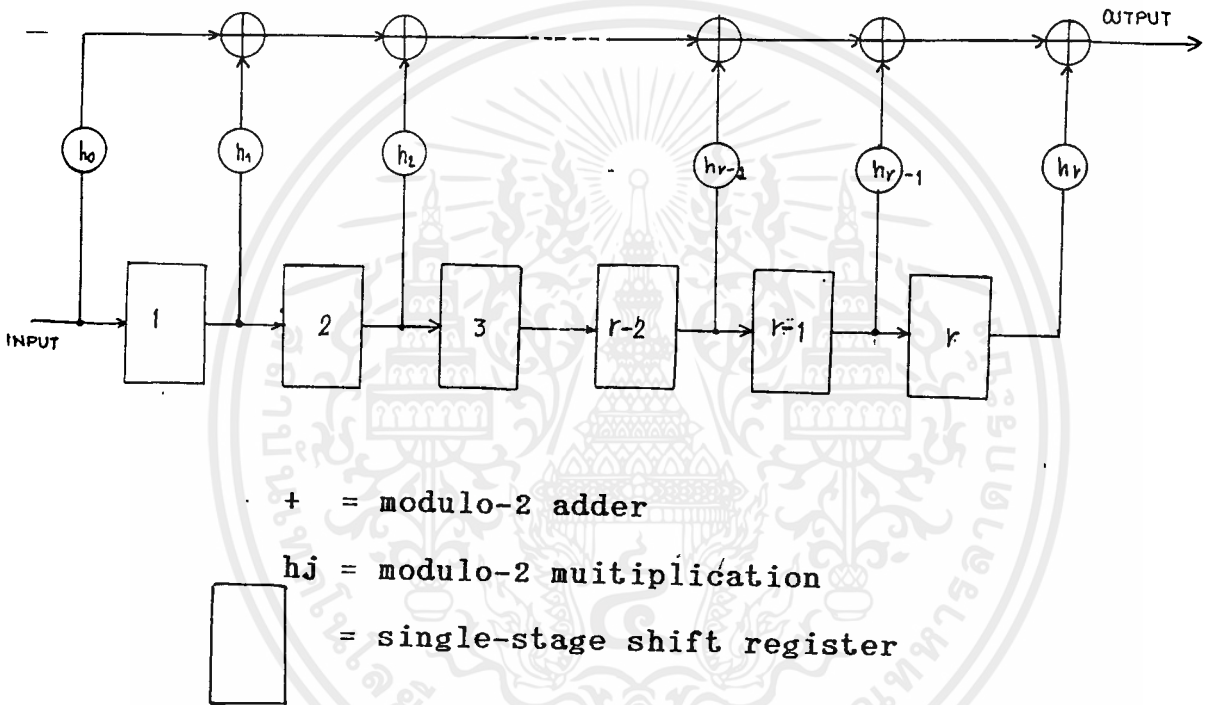 OUTPUT
h0 h1 h2 hr-2 hr-1 hr
1 2 3 r-2 r-1 r
INPUT
+ = modulo-2 adder
hj = modulo-2 muitiplication
= single-stage shift register